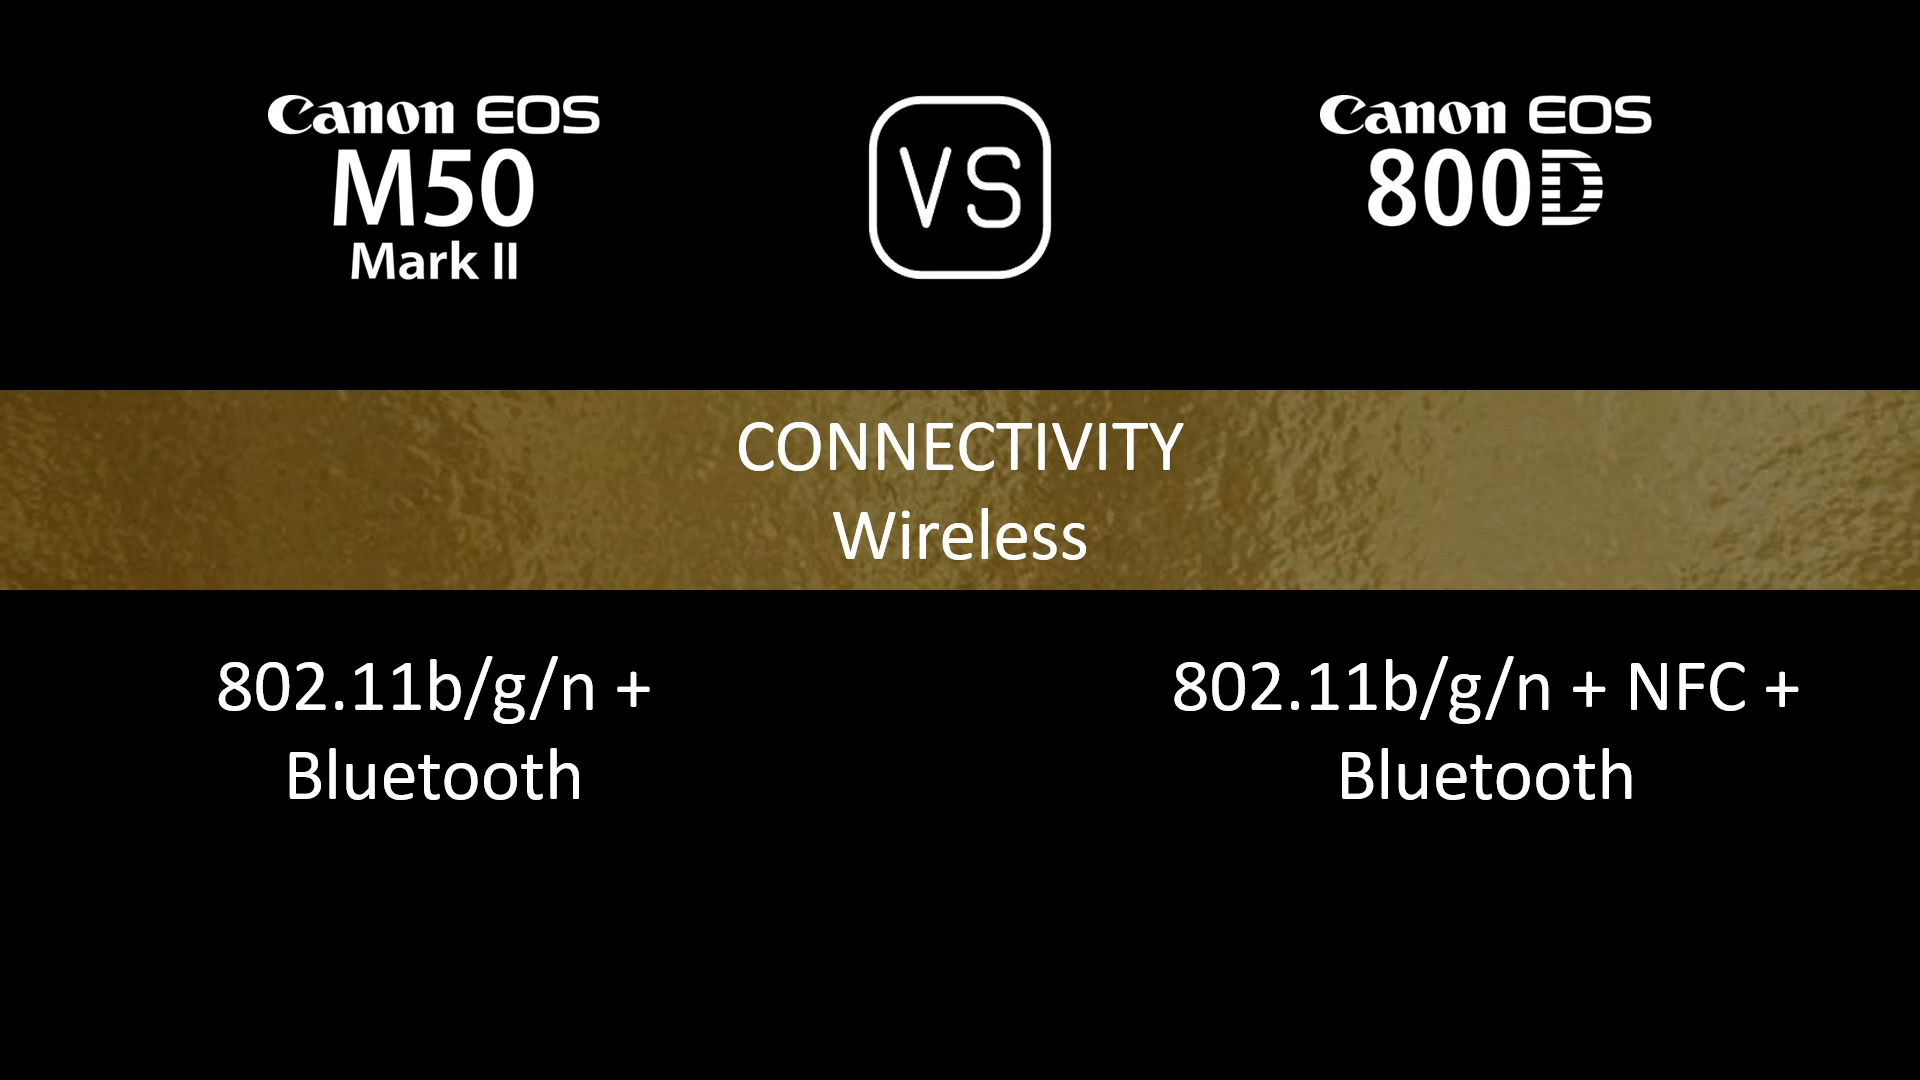 Canon EOS
M50
Mark II
VS
Canon EOS
800D
CONNECTIVITY
Wireless
802.11b/g/n +
Bluetooth
802.11b/g/n + NFC +
Bluetooth